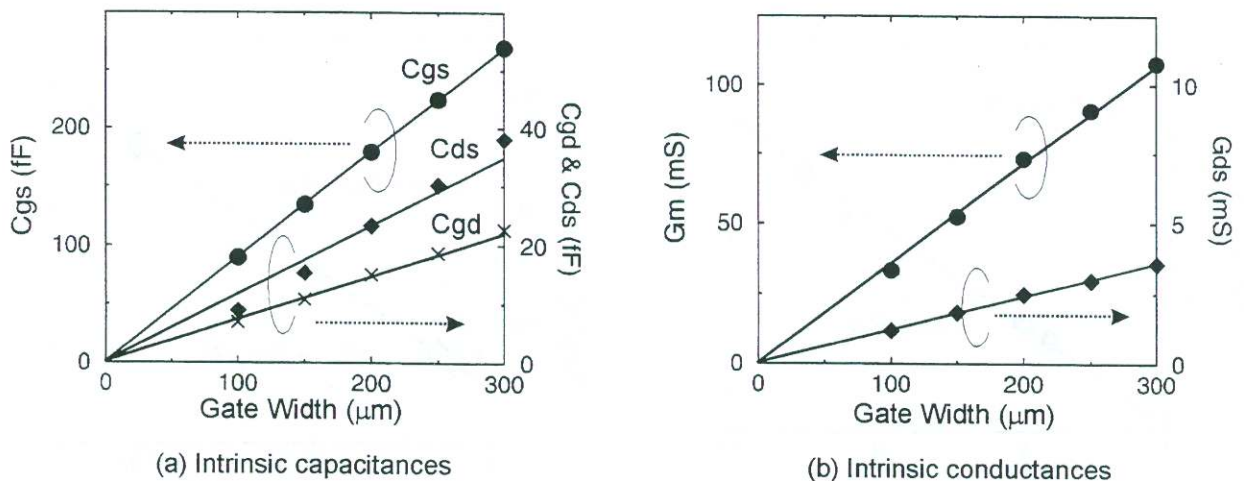 Cgs (fF)
200
100
0
0
100
200
300
Gate Width (μm)
Cgs
Cds
Cgd
40
20
0
Cgd & Cds (fF)
(a) Intrinsic capacitances
Gm (mS)
100
50
0
0
100
200
300
Gate Width (μm)
10
5
0
Gds (mS)
(b) Intrinsic conductances